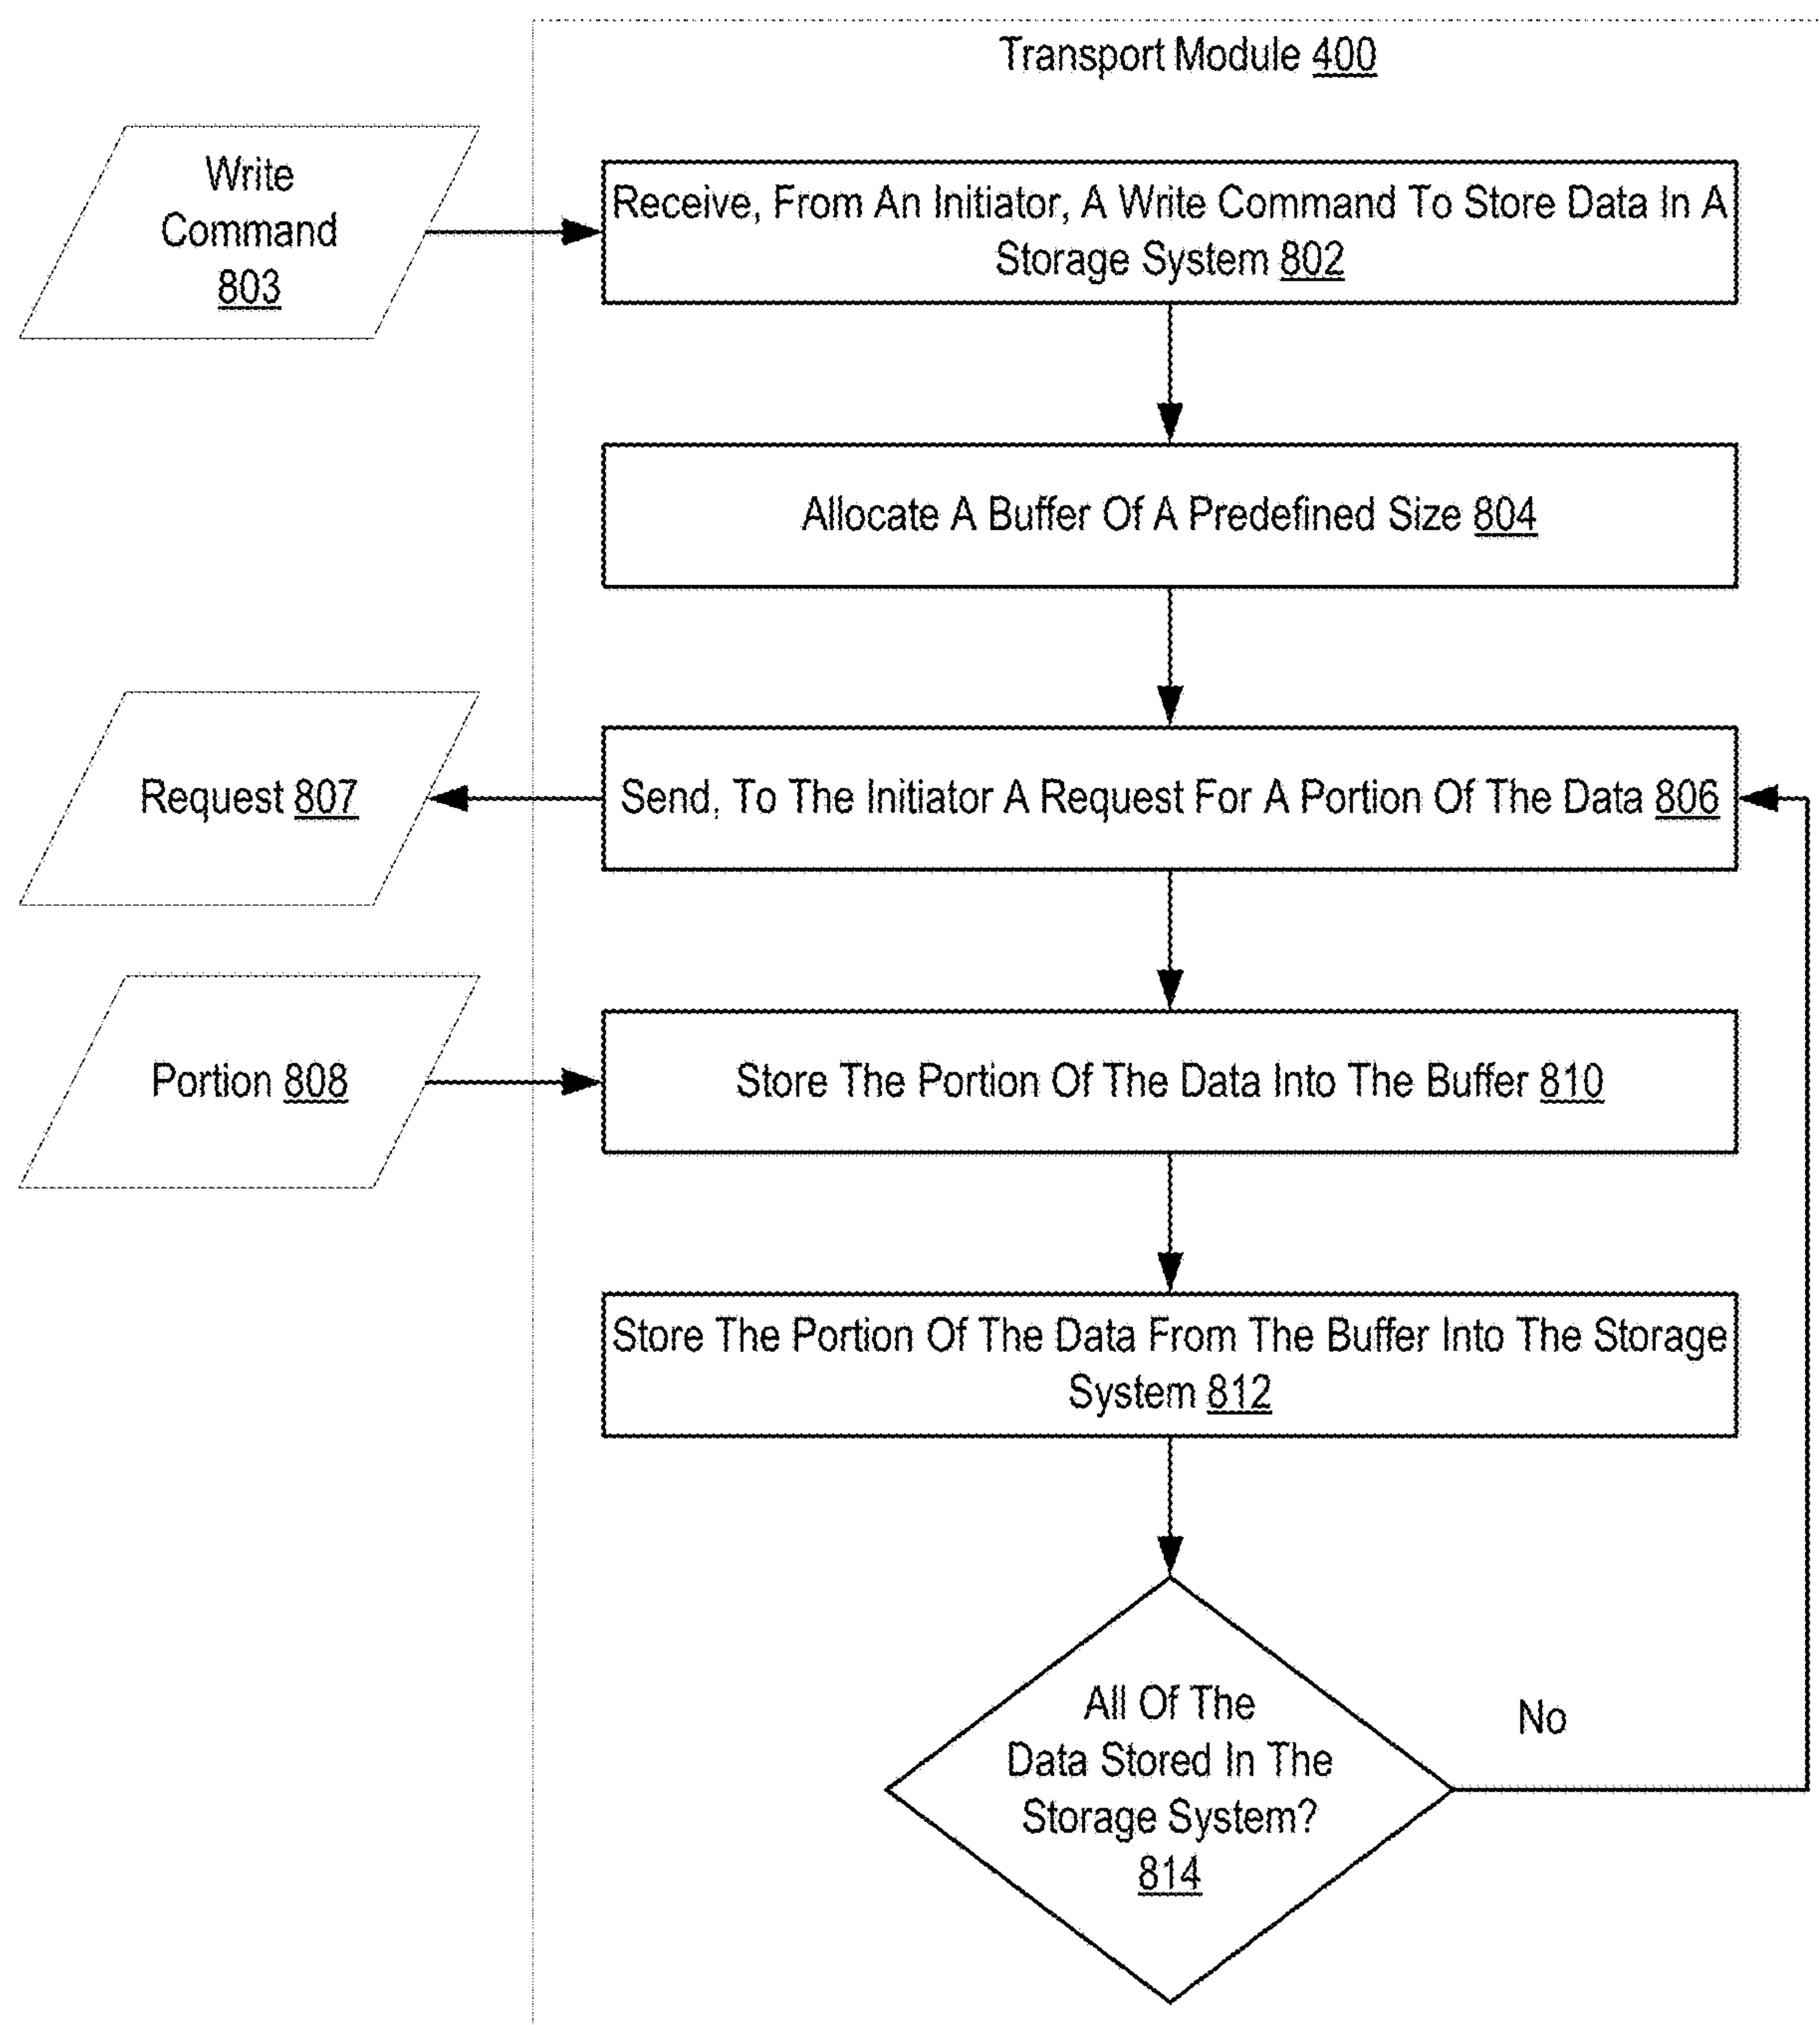 Transport Module 400
Write
Command
803
Receive, From An Initiator, A Write Command To Store Data In A
Storage System 802
Allocate A Buffer Of A Predefined Size 804
Request 807
Send, To The Initiator A Request For A Portion Of The Data 806
Portion 808
Store The Portion Of The Data Into The Buffer 810
Store The Portion Of The Data From The Buffer Into The Storage
System 812
All Of The
Data Stored In The
Storage System?
814
No